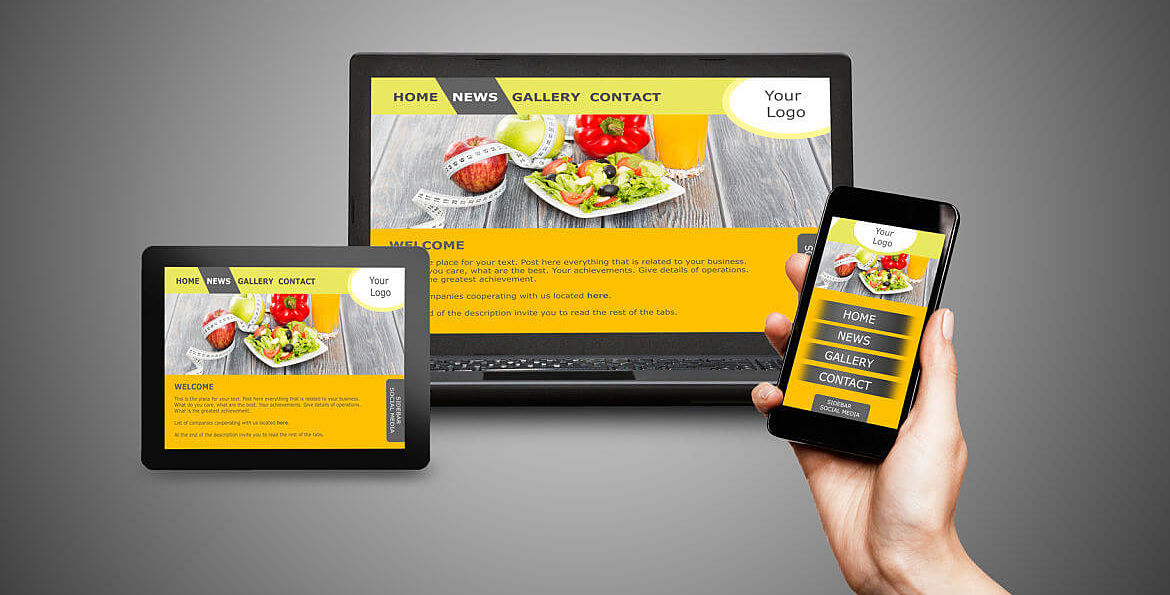 HOME NEWS GALLERY CONTACT
Your
Logo
WELCOME
place for your text. Post here everything that is related to your business.
you care, what are the best. Your achievements. Give details of operations.
the greatest achievement.
companies cooperating with us located here.
of the description invite you to read the rest of the tabs.
HOME NEWS GALLERY CONTACT
Your
Logo
WELCOME
This is the place for your text. Post here everything that is related to your business.
What do you care, what are the best. Your achievements. Give details of operations.
What is the greatest achievement.
List of companies cooperating with us located here.
At the end of the description invite you to read the rest of the tabs.
SIDEBAR
SOCIAL MEDIA
Your
Logo
HOME
NEWS
GALLERY
CONTACT
SIDEBAR
SOCIAL MEDIA